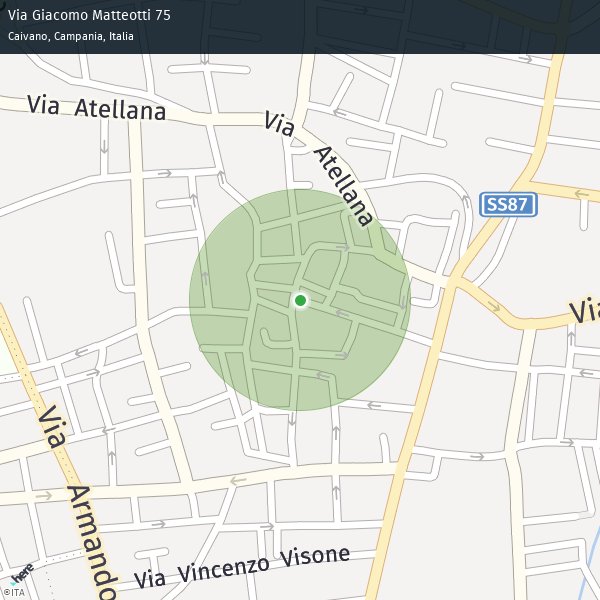 Via Giacomo Matteotti 75
Caivano, Campania, Italia
Via Atellana
Via Atellana
SS87
Via
Via Armando
Via Vincenzo Visone
here
©ITA